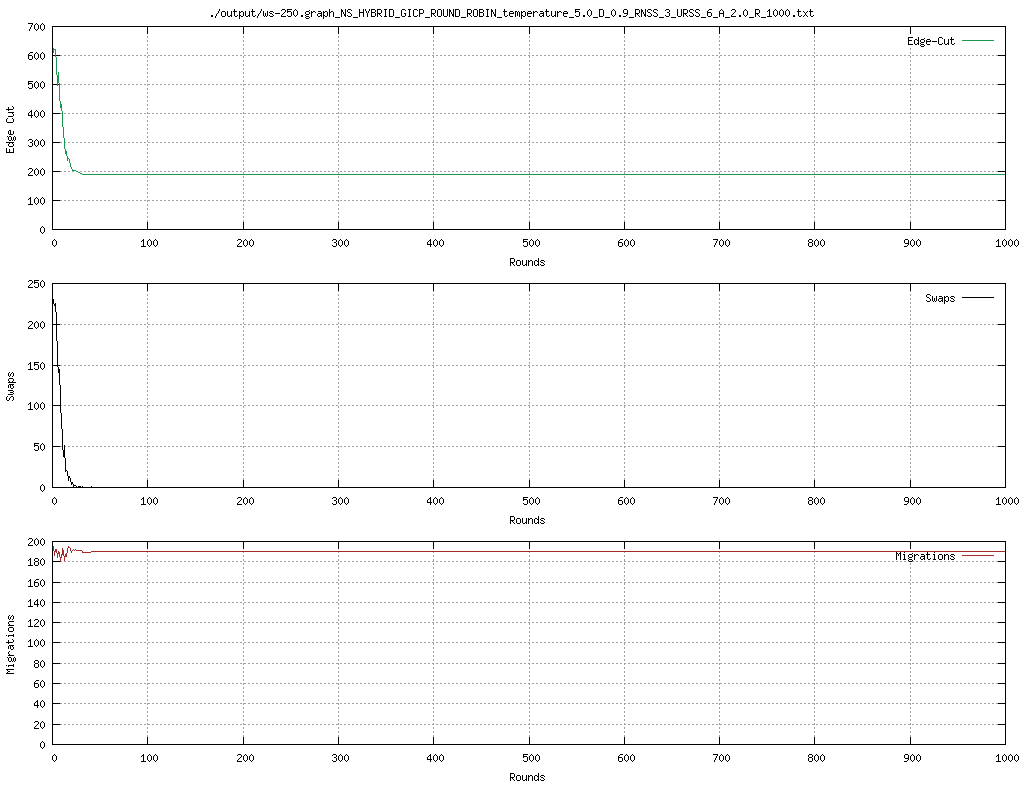 ./output/ws-250.graph_NS_HYBRID_GICP_ROUND_ROBIN_temperature_5.0_D_0.9_RNSS_3_URSS_6_A_2.0_R_1000.txt
700
600
500
400
300
200
100
0
Edge Cut
Edge-Cut
0 100 200 300 400 500 600 700 800 900 1000
Rounds
250
200
150
100
50
0
Swaps
Swaps
0 100 200 300 400 500 600 700 800 900 1000
Rounds
200
180
160
140
120
100
80
60
40
20
0
Migrations
Migrations
0 100 200 300 400 500 600 700 800 900 1000
Rounds